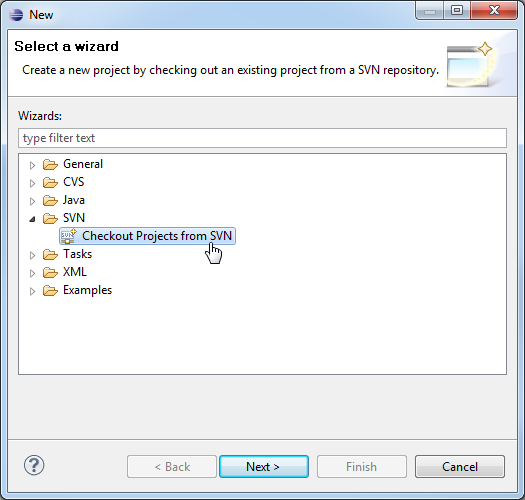 New
Select a wizard
Create a new project by checking out an existing project from a SVN repository.
Wizards:
type filter text
General
CVS
Java
SVN
SVN Checkout Projects from SVN
Tasks
XML
Examples
? < Back Next > Finish Cancel